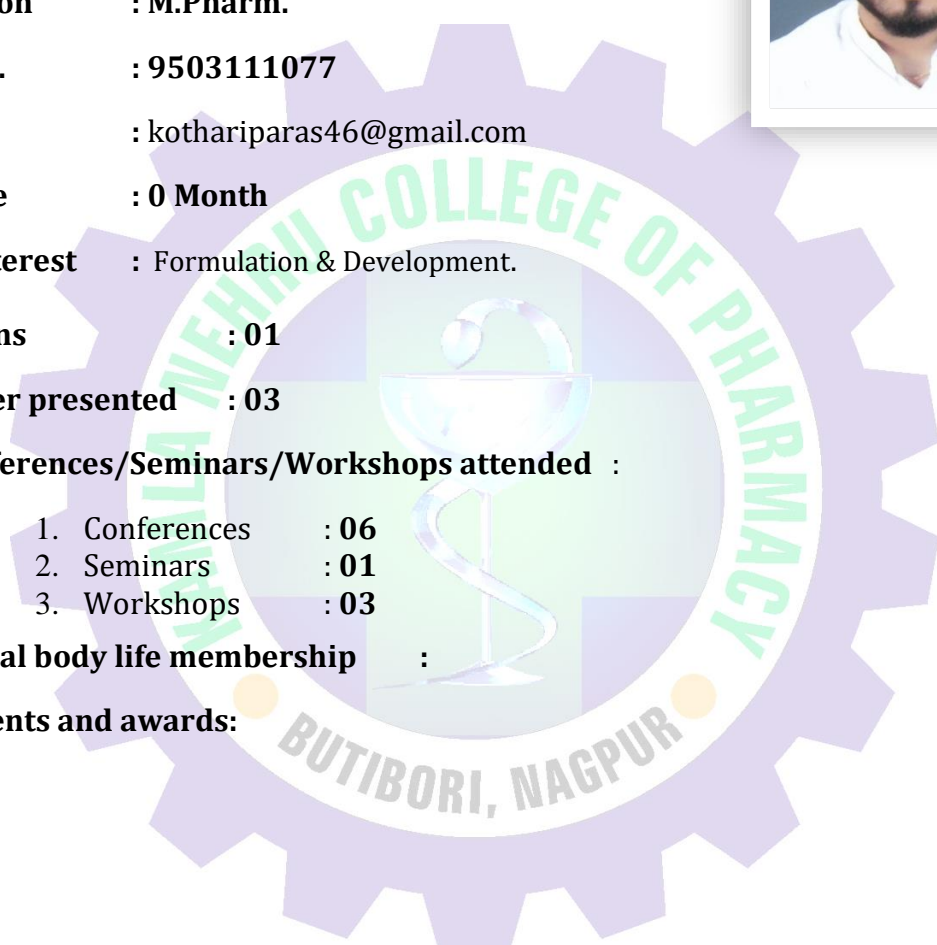 on : M.Pharm.
. : 9503111077
: kothariparas46@gmail.com
e : 0 Month
terest : Formulation & Development.
ns : 01
er presented : 03
ferences/Seminars/Workshops attended :
1. Conferences : 06
2. Seminars : 01
3. Workshops : 03
al body life membership :
ents and awards:
KAMLA NEHRU COLLEGE OF PHARMACY
BUTIBORI, NAGPUR